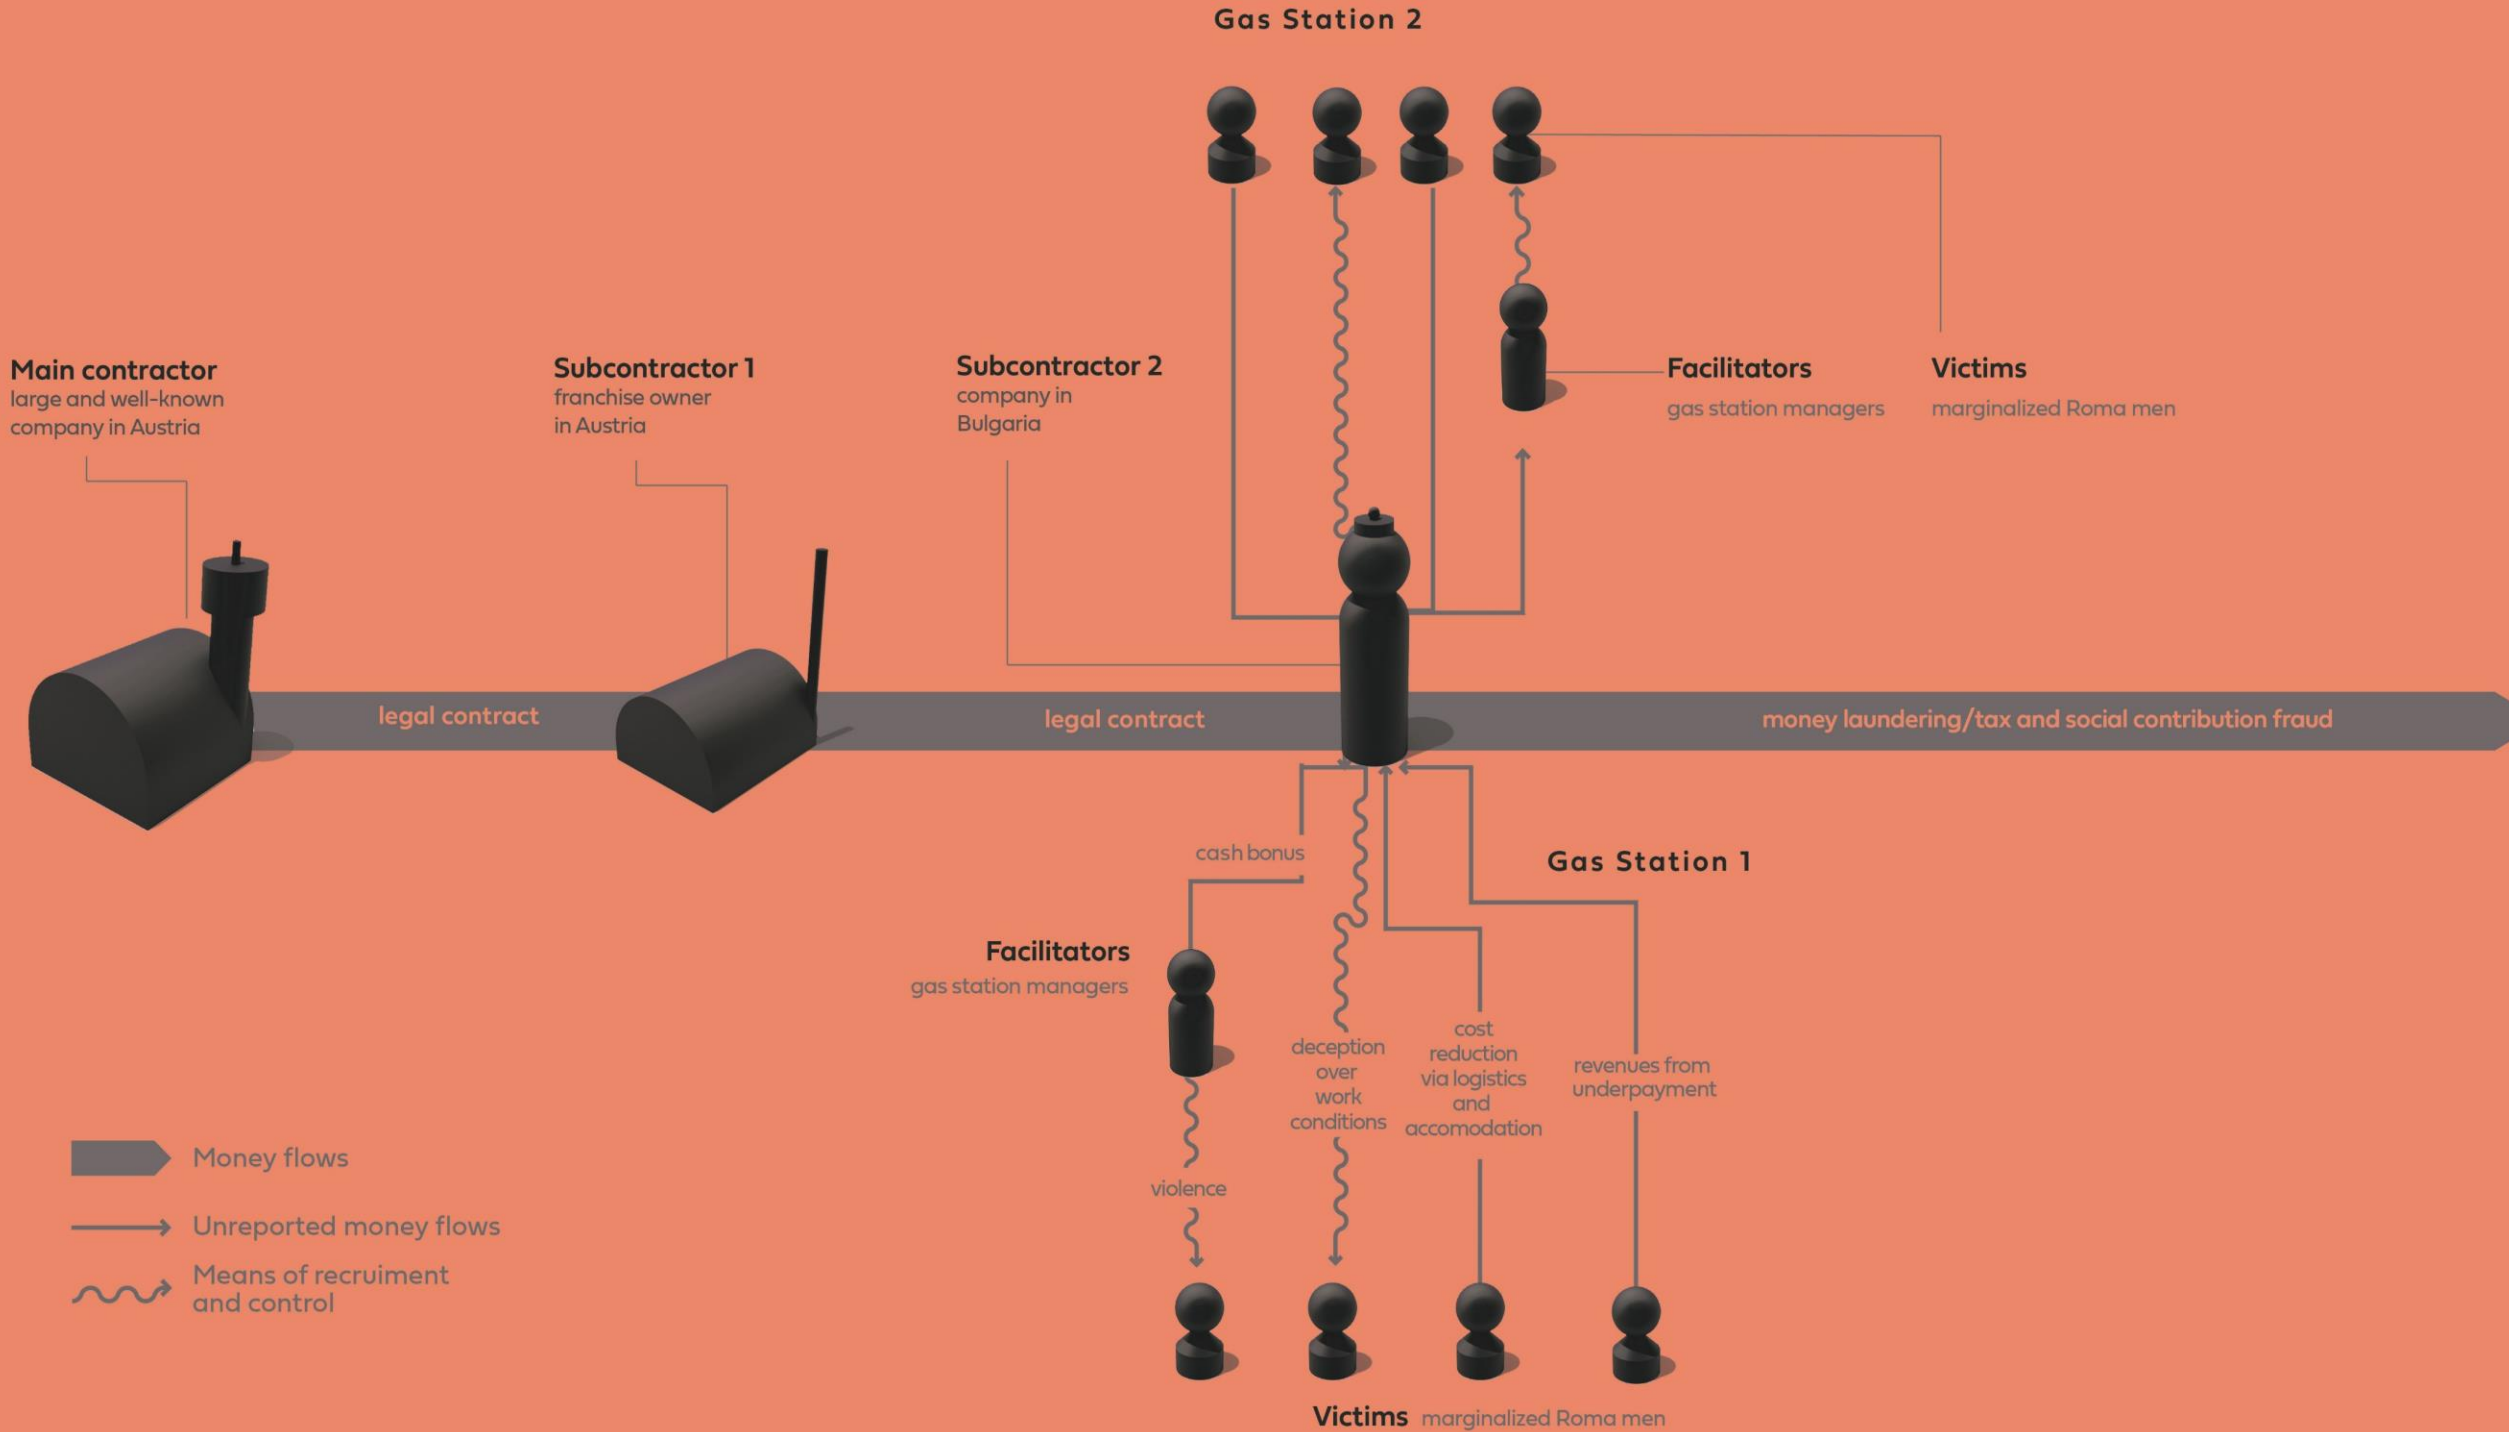 Gas Station 2
Main contractor
large and well-known
company in Austria
Subcontractor 1
franchise owner
in Austria
Subcontractor 2
company in
Bulgaria
Facilitators
gas station managers
Victims
marginalized Roma men
legal contract
legal contract
money laundering/tax and social contribution fraud
cash bonus
Gas Station 1
Facilitators
gas station managers
deception
over
work
conditions
cost
reduction
via logistics
and
accomodation
revenues from
underpayment
violence
Money flows
Unreported money flows
Means of recruiment
and control
Victims marginalized Roma men